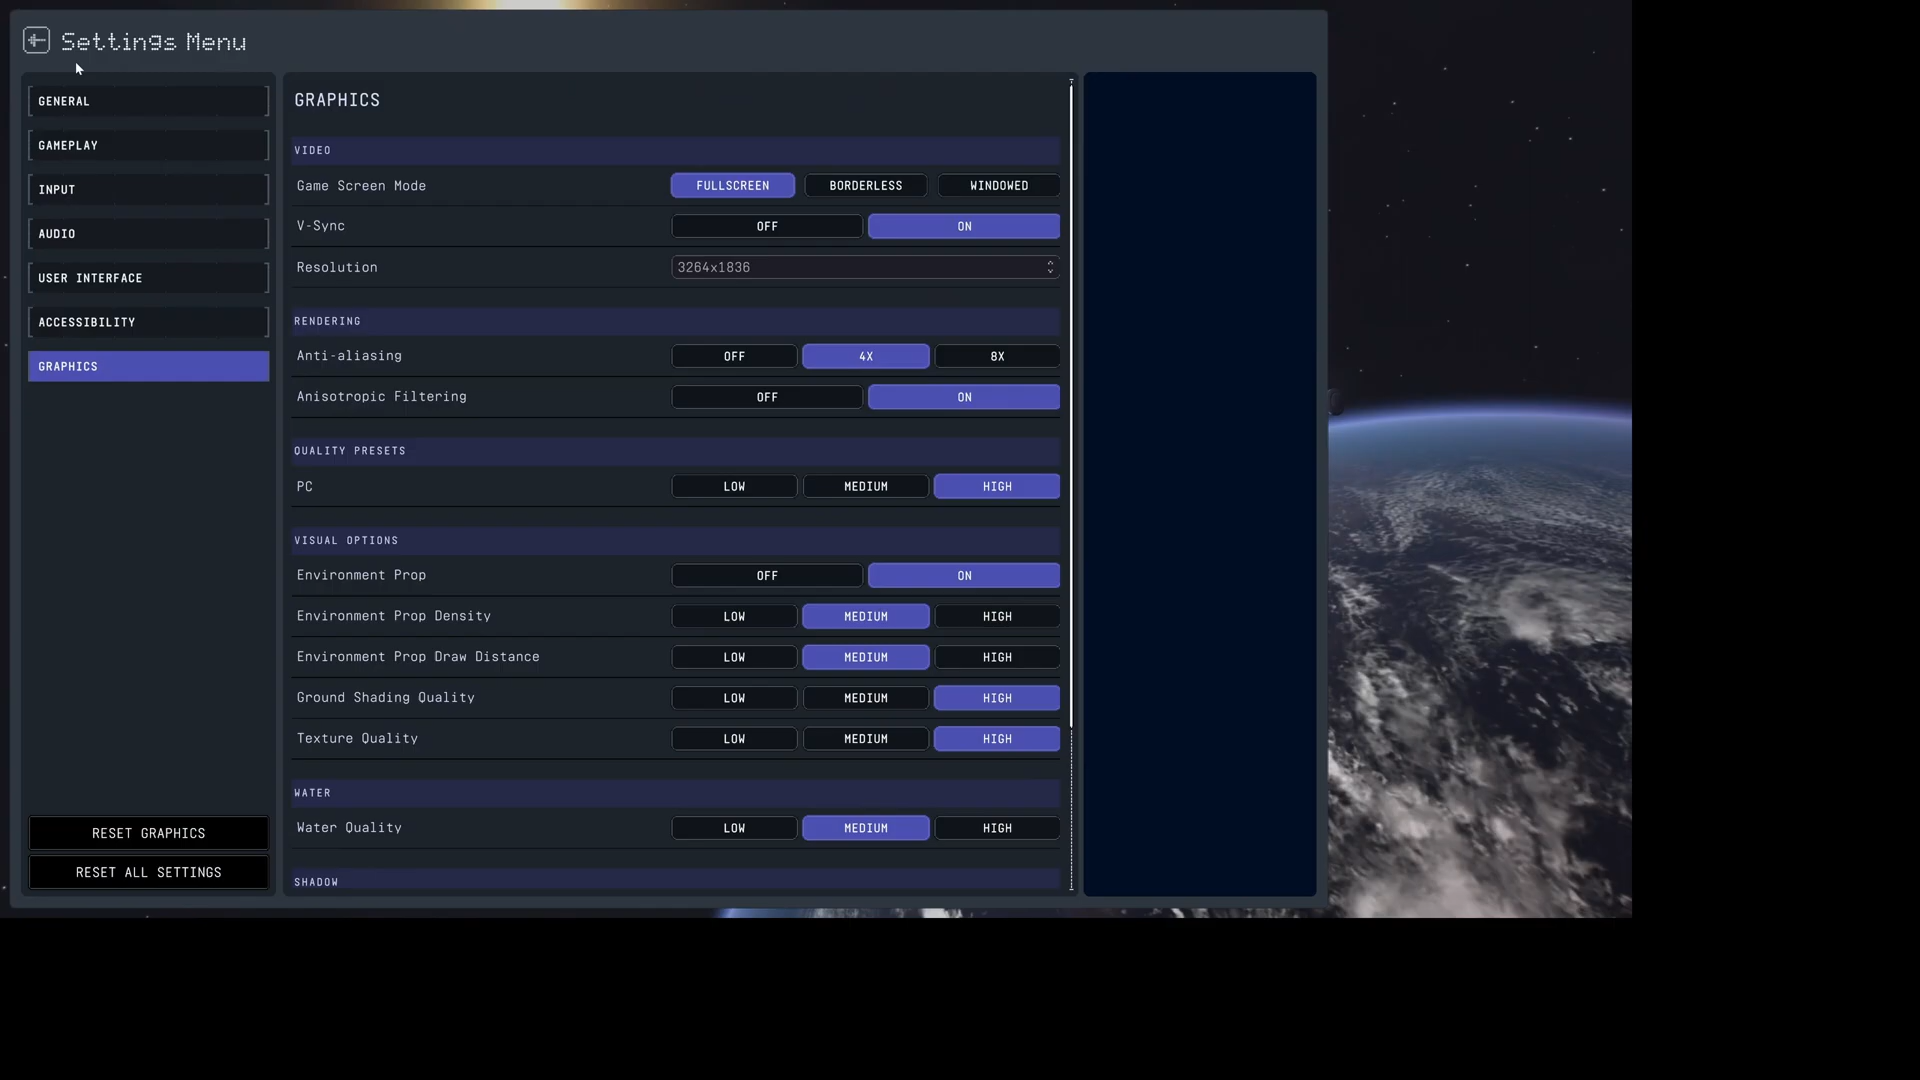 Settings Menu
GENERAL
GAMEPLAY
INPUT
AUDIO
USER INTERFACE
ACCESSIBILITY
GRAPHICS
RESET GRAPHICS
RESET ALL SETTINGS
GRAPHICS
VIDEO
Game Screen Mode FULLSCREEN BORDERLESS WINDOWED
V-Sync OFF ON
Resolution 3264x1836
RENDERING
Anti-aliasing OFF 4X 8X
Anisotropic Filtering OFF ON
QUALITY PRESETS
PC LOW MEDIUM HIGH
VISUAL OPTIONS
Environment Prop OFF ON
Environment Prop Density LOW MEDIUM HIGH
Environment Prop Draw Distance LOW MEDIUM HIGH
Ground Shading Quality LOW MEDIUM HIGH
Texture Quality LOW MEDIUM HIGH
WATER
Water Quality LOW MEDIUM HIGH
SHADOW